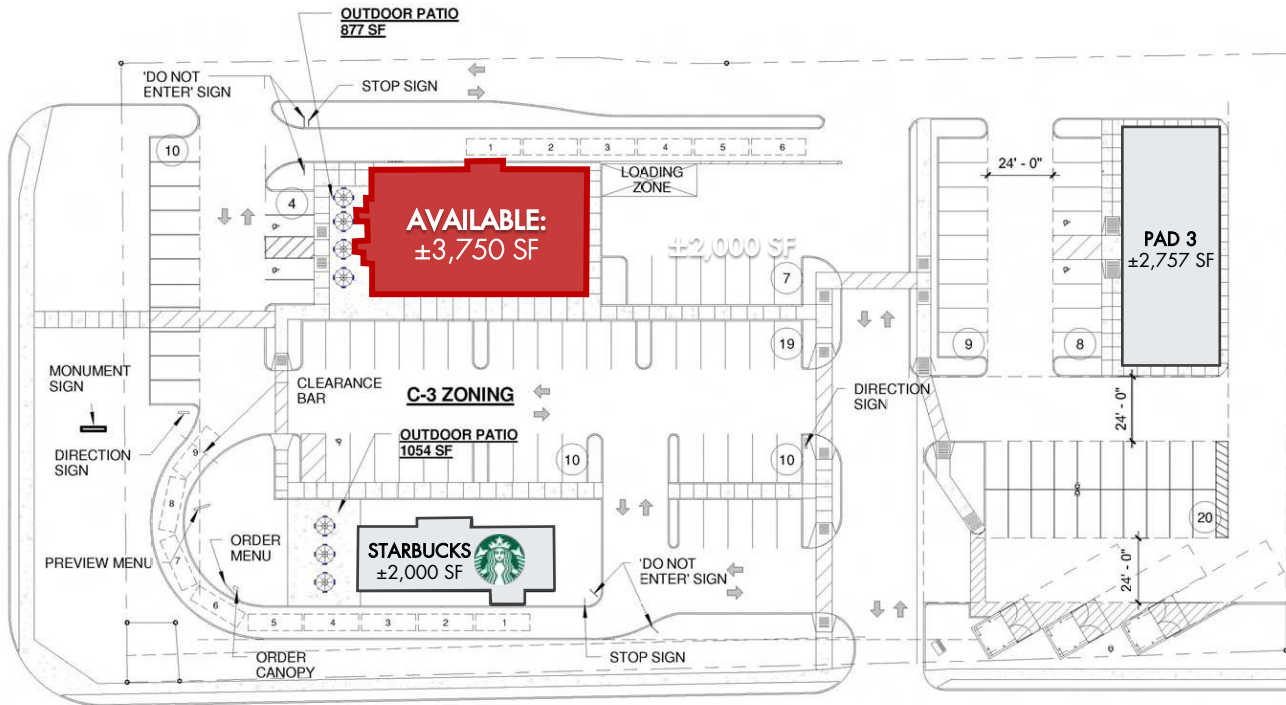 OUTDOOR PATIO
877 SF
'DO NOT
ENTER' SIGN
STOP SIGN
10
1
2
3
4
5
6
LOADING
ZONE
4
AVAILABLE:
±3,750 SF
±2,000 SF
7
24' - 0"
PAD 3
±2,757 SF
19
9
8
MONUMENT
SIGN
CLEARANCE
BAR
C-3 ZONING
DIRECTION
SIGN
24' - 0"
DIRECTION
SIGN
OUTDOOR PATIO
1054 SF
9
10
10
8
20
PREVIEW MENU
ORDER
MENU
STARBUCKS
±2,000 SF
7
'DO NOT
ENTER' SIGN
24' - 0"
6
5
4
3
2
1
ORDER
CANOPY
STOP SIGN